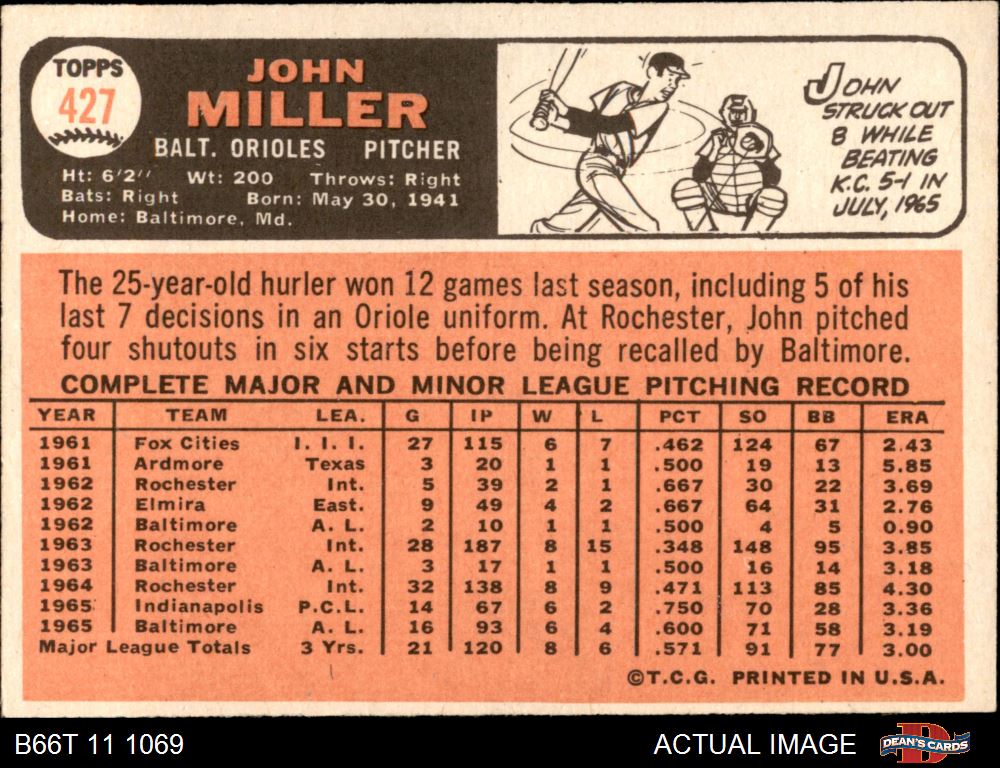 TOPPS
427
JOHN
MILLER
BALT. ORIOLES PITCHER
Ht: 6'2" Wt: 200 Throws: Right
Bats: Right Born: May 30, 1941
Home: Baltimore, Md.
JOHN
STRUCK OUT
8 WHILE
BEATING
K.C. 5-1 IN
JULY, 1965
The 25-year-old hurler won 12 games last season, including 5 of his
last 7 decisions in an Oriole uniform. At Rochester, John pitched
four shutouts in six starts before being recalled by Baltimore.
COMPLETE MAJOR AND MINOR LEAGUE PITCHING RECORD
YEAR TEAM LEA. G IP W L PCT SO BB ERA
1961 Fox Cities I. I. I. 27 115 6 7 .462 124 67 2.43
1961 Ardmore Texas 3 20 1 1 .500 19 13 5.85
1962 Rochester Int. 5 39 2 1 .667 30 22 3.69
1962 Elmira East. 9 49 4 2 .667 64 31 2.76
1962 Baltimore A. L. 2 10 1 1 .500 4 5 0.90
1963 Rochester Int. 28 187 8 15 .348 148 95 3.85
1963 Baltimore A. L. 3 17 1 1 .500 16 14 3.18
1964 Rochester Int. 32 138 8 9 .471 113 85 4.30
1965 Indianapolis P.C.L. 14 67 6 2 .750 70 28 3.36
1965 Baltimore A. L. 16 93 6 4 .600 71 58 3.19
Major League Totals 3 Yrs. 21 120 8 6 .571 91 77 3.00
©T.C.G. PRINTED IN U.S.A.
B66T 11 1069 ACTUAL IMAGE DEAN'S CARDS